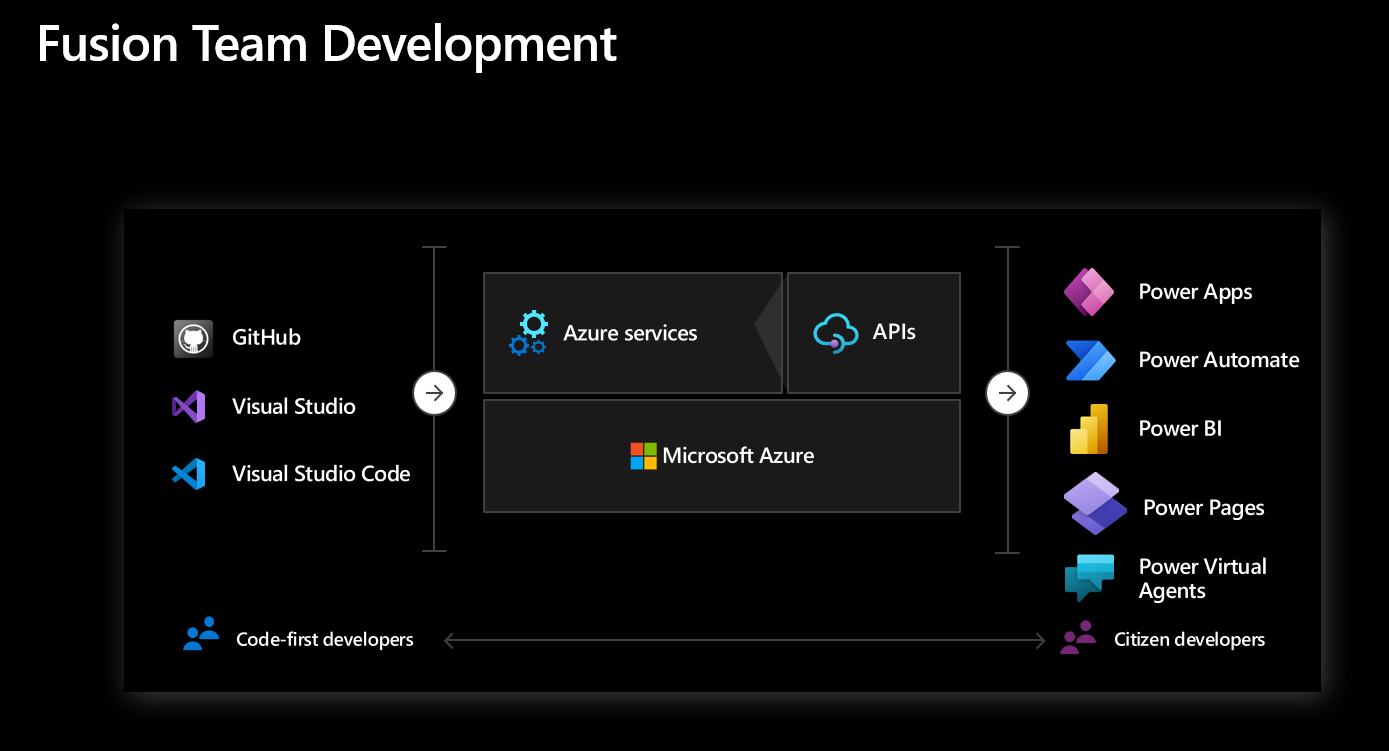 Fusion Team Development
GitHub
Visual Studio
Visual Studio Code
Azure services
APIs
Microsoft Azure
Power Apps
Power Automate
Power BI
Power Pages
Power Virtual
Agents
Code-first developers
Citizen developers